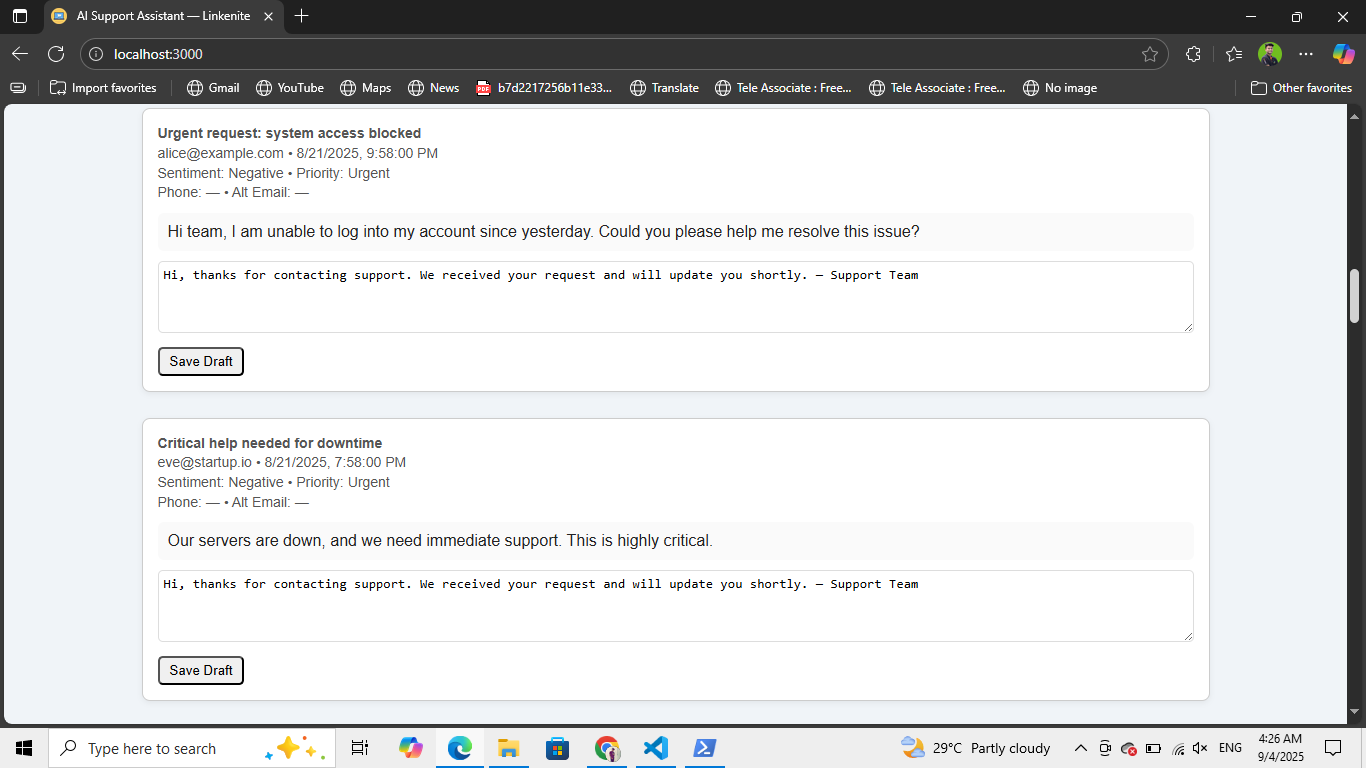 AI Support Assistant — Linkenite
localhost:3000
Import favorites
Gmail
YouTube
Maps
News
PDF
b7d2217256b11e33...
Translate
Tele Associate : Free...
Tele Associate : Free...
No image
Other favorites
Urgent request: system access blocked
alice@example.com • 8/21/2025, 9:58:00 PM
Sentiment: Negative • Priority: Urgent
Phone: — • Alt Email: —
Hi team, I am unable to log into my account since yesterday. Could you please help me resolve this issue?
Hi, thanks for contacting support. We received your request and will update you shortly. — Support Team
Save Draft
Critical help needed for downtime
eve@startup.io • 8/21/2025, 7:58:00 PM
Sentiment: Negative • Priority: Urgent
Phone: — • Alt Email: —
Our servers are down, and we need immediate support. This is highly critical.
Hi, thanks for contacting support. We received your request and will update you shortly. — Support Team
Save Draft
Type here to search
29°C Partly cloudy
ENG
4:26 AM
9/4/2025